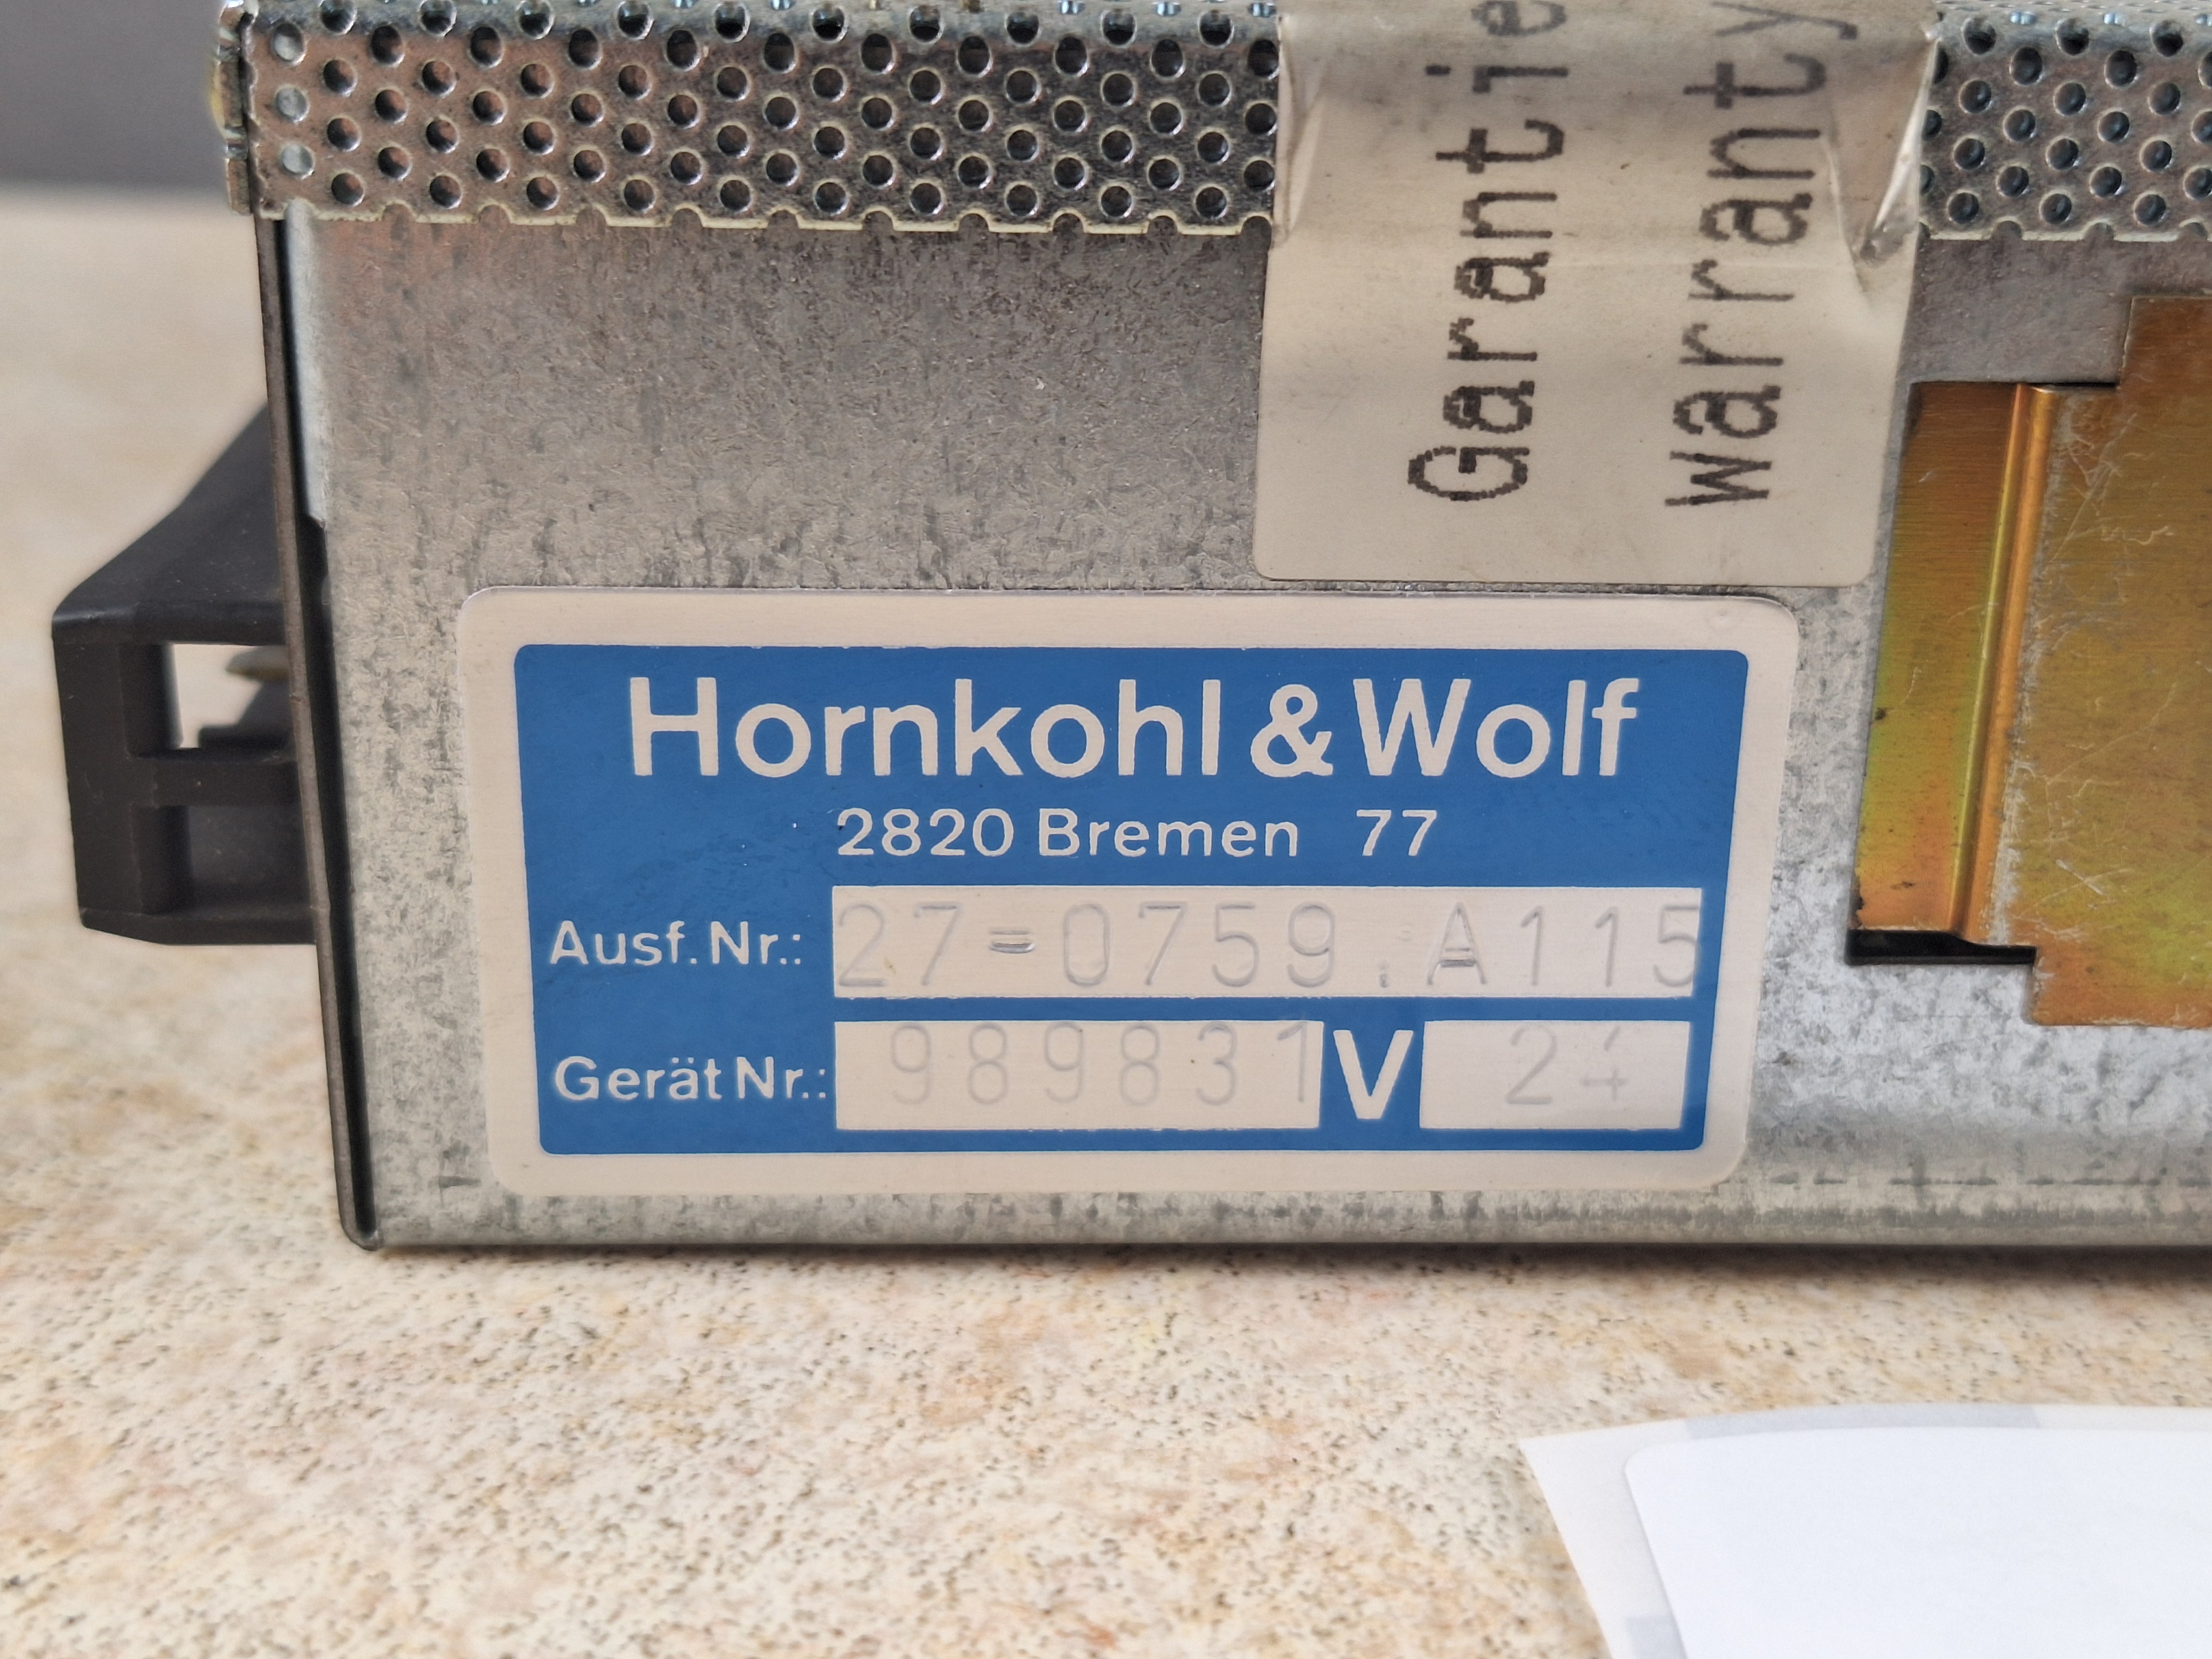 Garantie
warranty
Hornkohl & Wolf
2820 Bremen 77
Ausf. Nr.: 27-0759.A115
Gerät Nr.: 989831 V 24